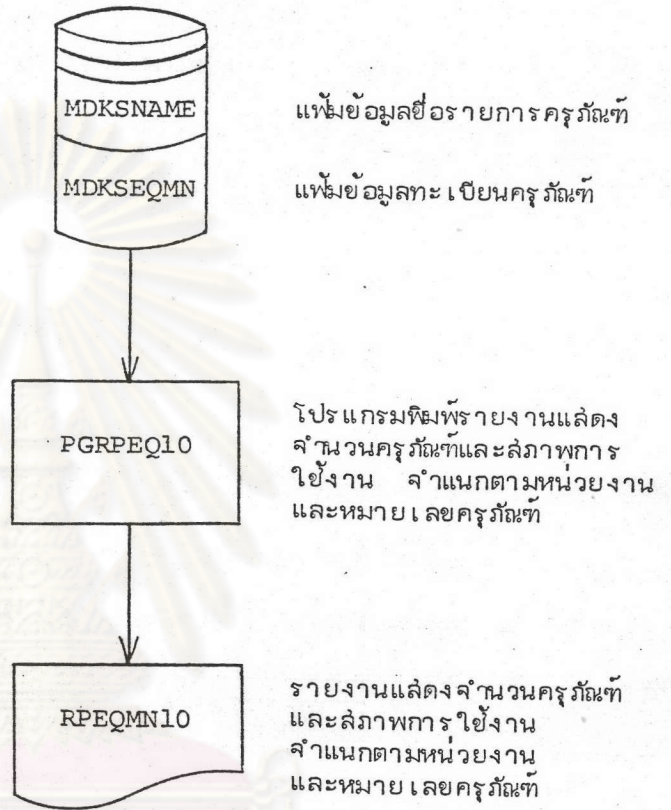 MDKSNAME แฟ้มข้อมูลชื่อรายการครุภัณฑ์
MDKSEQMN แฟ้มข้อมูลทะเบียนครุภัณฑ์
PGRPEQ10
โปรแกรมพิมพ์รายงานแสดง
จำนวนครุภัณฑ์และสภาพการ
ใช้งาน จำแนกตามหน่วยงาน
และหมายเลขครุภัณฑ์
RPEQMN10
รายงานแสดงจำนวนครุภัณฑ์
และสภาพการใช้งาน
จำแนกตามหน่วยงาน
และหมายเลขครุภัณฑ์